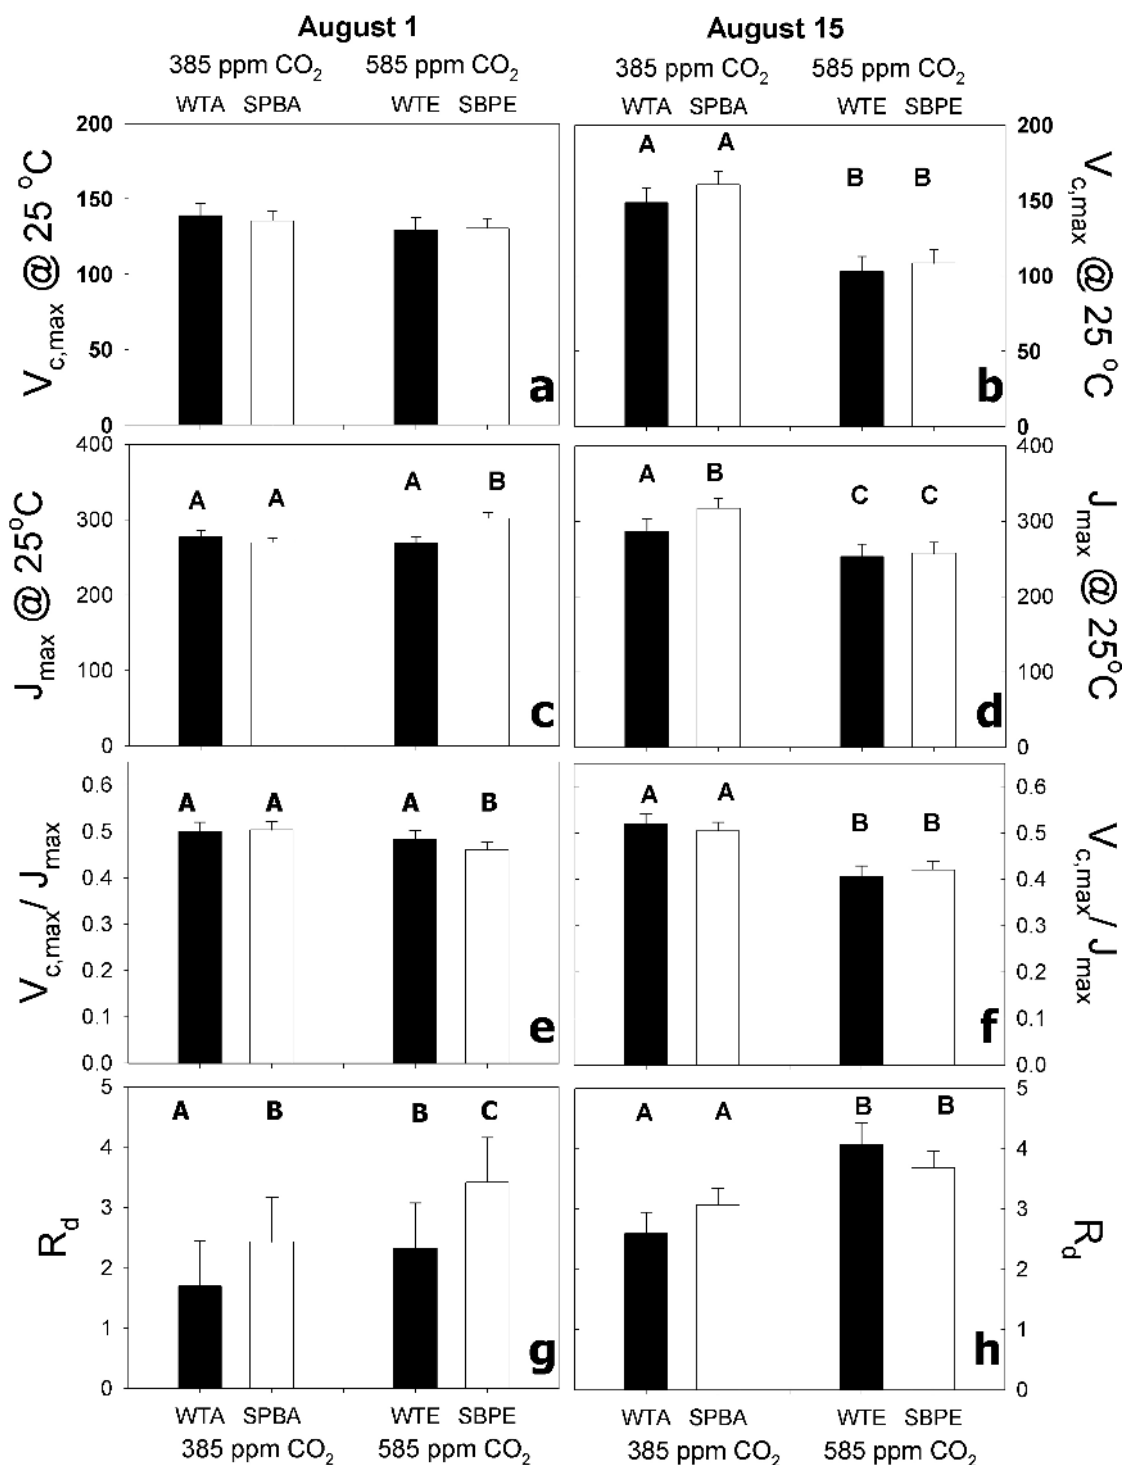 August 1 August 15
385 ppm CO2 585 ppm CO2 385 ppm CO2 585 ppm CO2
WTA SPBA WTE SBPE WTA SPBA WTE SBPE
Vc,max @ 25 °C
200
150
100
50
0
a
A A B B
200
150
100
50
0
b
Vc,max @ 25 °C
Jmax @ 25°C
400
300
200
100
0
A A A B
c
A B C C
400
300
200
100
0
d
Jmax @ 25°C
Vc,max/ Jmax
0.6
0.5
0.4
0.3
0.2
0.1
0.0
A A A B
e
A A B B
0.6
0.5
0.4
0.3
0.2
0.1
0.0
f
Vc,max/ Jmax
Rd
5
4
3
2
1
0
A B B C
g
A A B B
5
4
3
2
1
0
h
Rd
WTA SPBA WTE SBPE WTA SPBA WTE SBPE
385 ppm CO2 585 ppm CO2 385 ppm CO2 585 ppm CO2